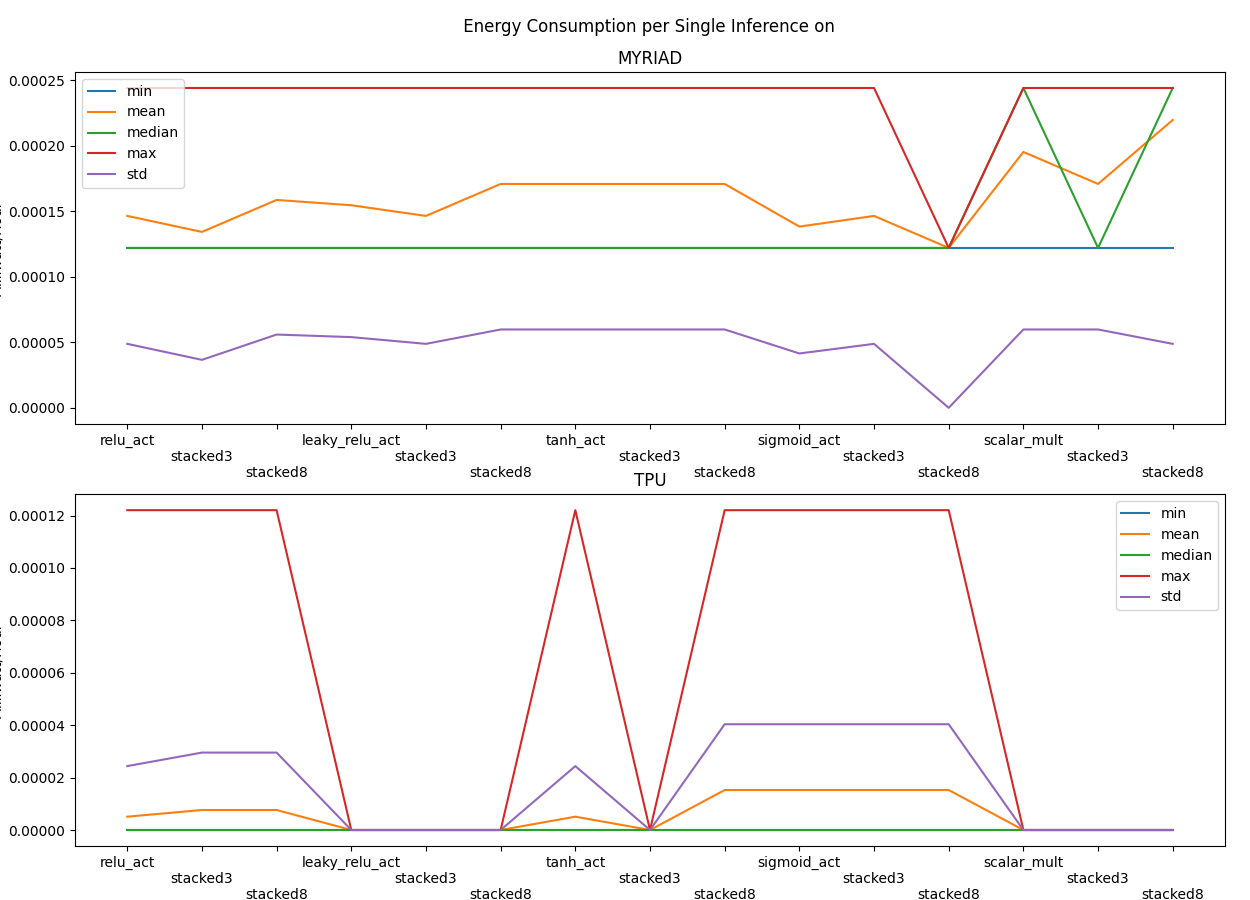 Energy Consumption per Single Inference on
MYRIAD
0.00025
0.00020
0.00015
0.00010
0.00005
0.00000
min
mean
median
max
std
relu_act
stacked3
stacked8
leaky_relu_act
stacked3
stacked8
tanh_act
stacked3
stacked8
sigmoid_act
stacked3
stacked8
scalar_mult
stacked3
stacked8
TPU
0.00012
0.00010
0.00008
0.00006
0.00004
0.00002
0.00000
min
mean
median
max
std
relu_act
stacked3
stacked8
leaky_relu_act
stacked3
stacked8
tanh_act
stacked3
stacked8
sigmoid_act
stacked3
stacked8
scalar_mult
stacked3
stacked8